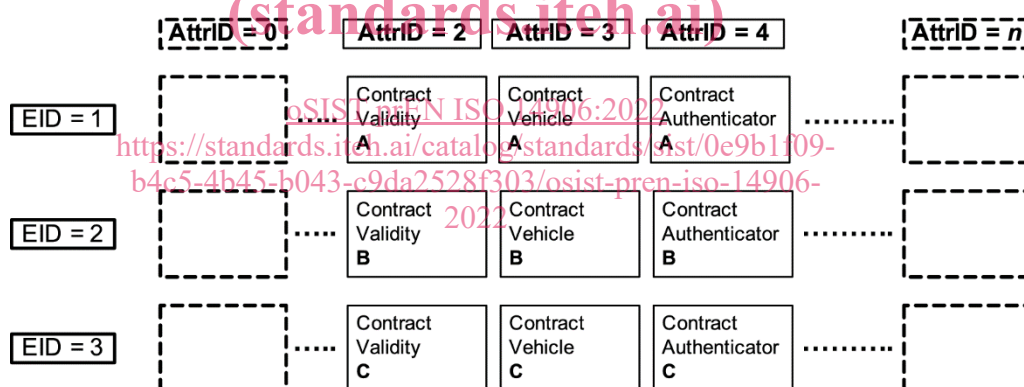 (standards.iteh.ai)
AttrID = 0 AttrID = 2 AttrID = 3 AttrID = 4 AttrID = n
EID = 1
Contract
Validity
A
Contract
Vehicle
A
Contract
Authenticator
A
oSIST prEN ISO 14906:2022
https://standards.iteh.ai/catalog/standards/sist/0e9b1f09-
b4c5-4b45-b043-c9da2528f303/osist-pren-iso-14906-
2022
EID = 2
Contract
Validity
B
Contract
Vehicle
B
Contract
Authenticator
B
EID = 3
Contract
Validity
C
Contract
Vehicle
C
Contract
Authenticator
C